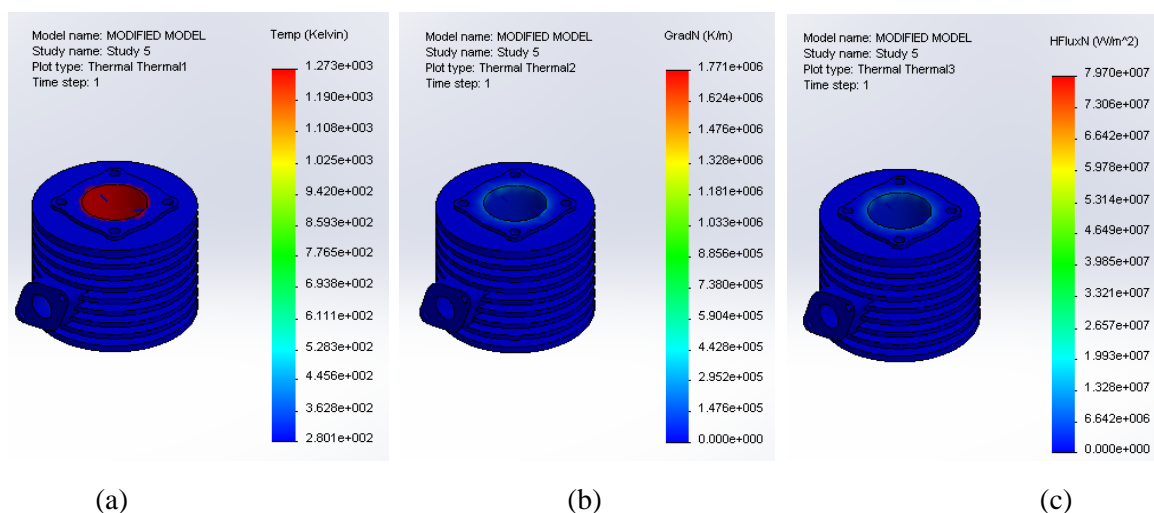 Model name: MODIFIED MODEL
Study name: Study 5
Plot type: Thermal Thermal1
Time step: 1
Temp (Kelvin)
1.273e+003
1.190e+003
1.108e+003
1.025e+003
9.420e+002
8.593e+002
7.765e+002
6.938e+002
6.111e+002
5.283e+002
4.456e+002
3.628e+002
2.801e+002
Model name: MODIFIED MODEL
Study name: Study 5
Plot type: Thermal Thermal2
Time step: 1
GradN (K/m)
1.771e+006
1.624e+006
1.476e+006
1.328e+006
1.181e+006
1.033e+006
8.856e+005
7.380e+005
5.904e+005
4.428e+005
2.952e+005
1.476e+005
0.000e+000
Model name: MODIFIED MODEL
Study name: Study 5
Plot type: Thermal Thermal3
Time step: 1
HFluxN (W/m^2)
7.970e+007
7.306e+007
6.642e+007
5.978e+007
5.314e+007
4.649e+007
3.985e+007
3.321e+007
2.657e+007
1.993e+007
1.328e+007
6.642e+006
0.000e+000
(a)
(b)
(c)